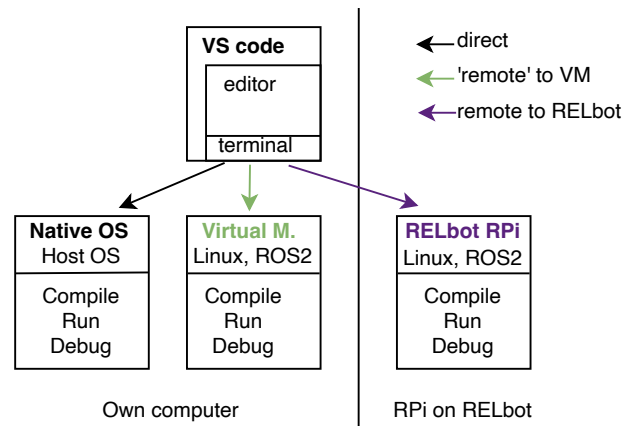 VS code
editor
terminal
direct
'remote' to VM
remote to RELbot
Native OS
Host OS
Compile
Run
Debug
Virtual M.
Linux, ROS2
Compile
Run
Debug
RELbot RPi
Linux, ROS2
Compile
Run
Debug
Own computer
RPi on RELbot